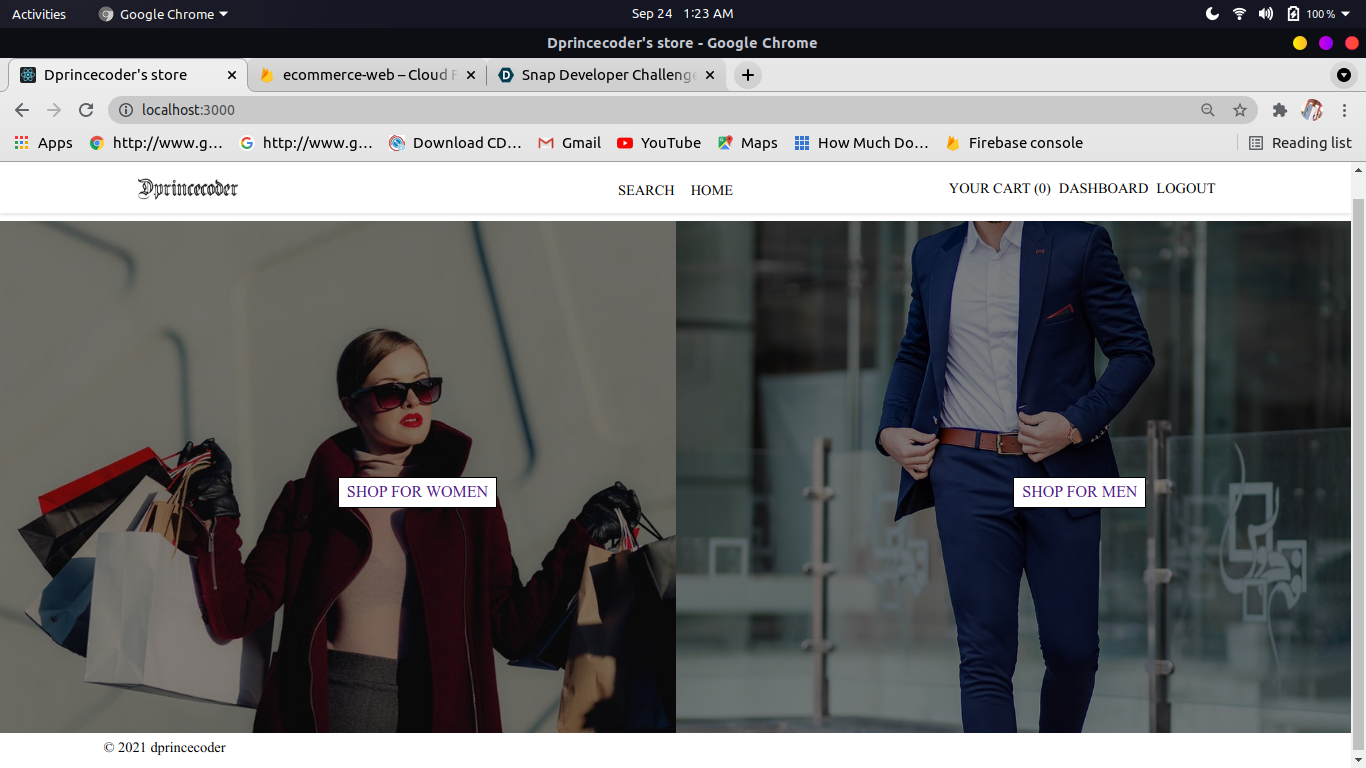 Activities Google Chrome Sep 24 1:23 AM 100%
Dprincecoder's store - Google Chrome
Dprincecoder's store ecommerce-web – Cloud F Snap Developer Challenge
localhost:3000
Apps http://www.g... http://www.g... Download CD... Gmail YouTube Maps How Much Do... Firebase console Reading list
Dprincecoder SEARCH HOME YOUR CART (0) DASHBOARD LOGOUT
SHOP FOR WOMEN SHOP FOR MEN
© 2021 dprincecoder